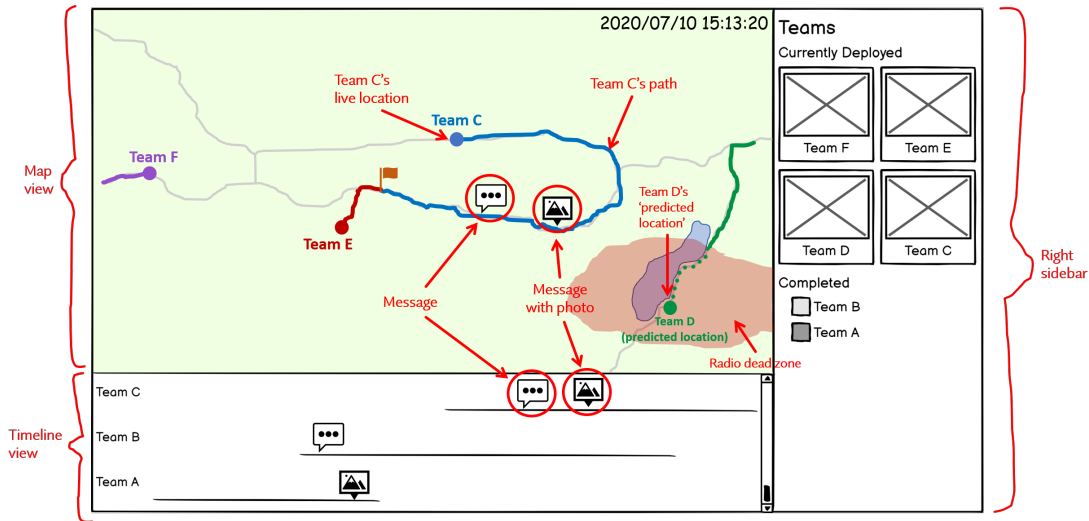 2020/07/10 15:13:20
Teams
Currently Deployed
Team F
Team E
Team D
Team C
Completed
Team B
Team A
Map
view
Team C's
live location
Team C's path
Team C
Team F
Team E
Team D's
'predicted
location'
Message
Message
with photo
Team D
(predicted location)
Radio dead zone
Right
sidebar
Timeline
view
Team C
Team B
Team A